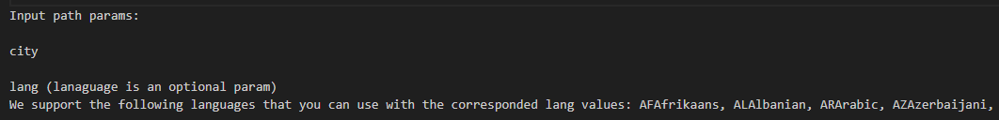 Input path params:
city
lang (lanaguage is an optional param)
We support the following languages that you can use with the corresponded lang values: AFAfrikaans, ALAlbanian, ARArabic, AZAzerbaijani,